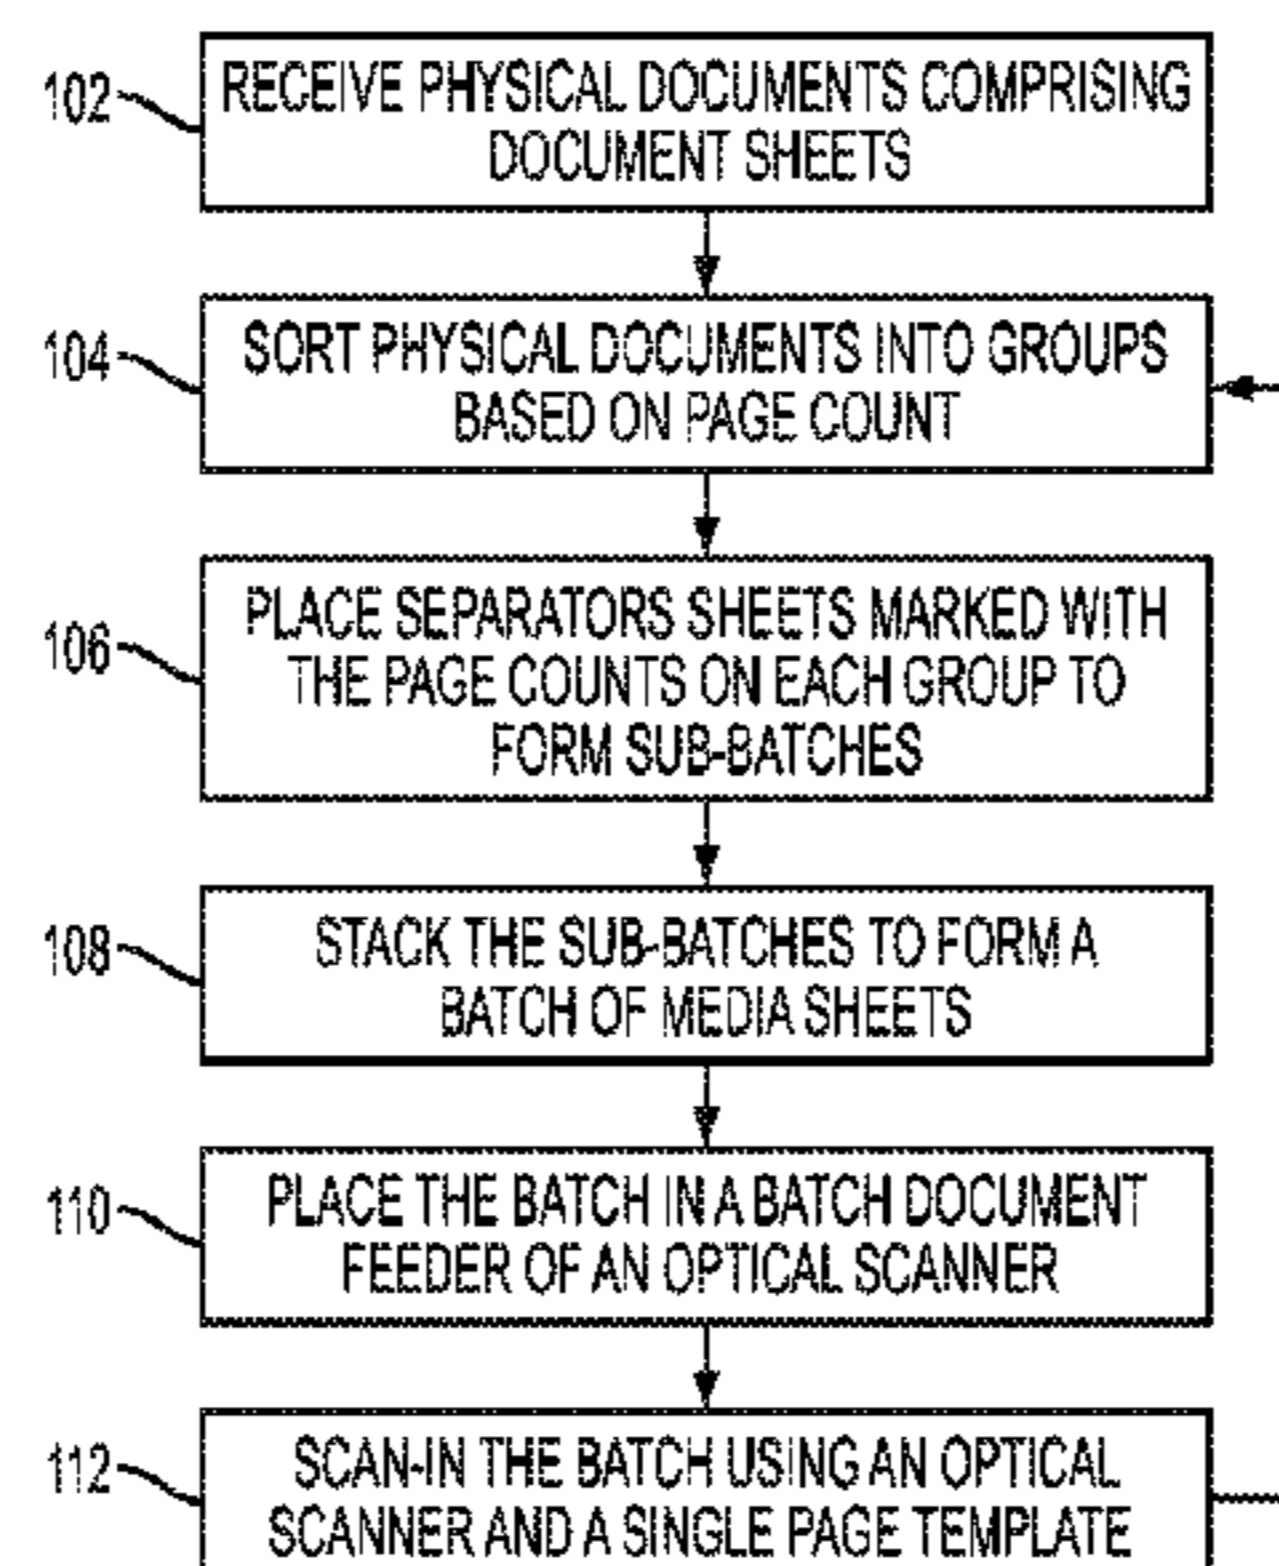 102
RECEIVE PHYSICAL DOCUMENTS COMPRISING
DOCUMENT SHEETS
104
SORT PHYSICAL DOCUMENTS INTO GROUPS
BASED ON PAGE COUNT
106
PLACE SEPARATORS SHEETS MARKED WITH
THE PAGE COUNTS ON EACH GROUP TO
FORM SUB-BATCHES
108
STACK THE SUB-BATCHES TO FORM A
BATCH OF MEDIA SHEETS
110
PLACE THE BATCH IN A BATCH DOCUMENT
FEEDER OF AN OPTICAL SCANNER
112
SCAN-IN THE BATCH USING AN OPTICAL
SCANNER AND A SINGLE PAGE TEMPLATE